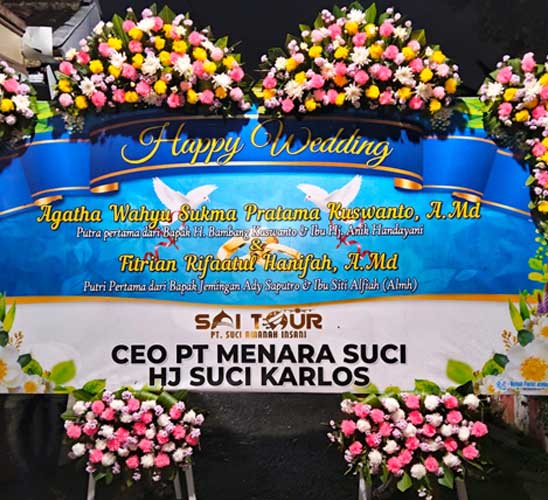 Happy Wedding
Agatha Wahyu Sukma Pratama Kuswanto, A.Md
Putra pertama dari Bapak H. Bambang Kuswanto & Ibu Hj. Anik Handayani
&
Fitrian Rifaatul Hanifah, A.Md
Putri Pertama dari Bapak Jemingan Ady Saputro & Ibu Siti Alfiah (Almh)
SAI TOUR
PT. SUCI AMANAH INSANI
CEO PT MENARA SUCI
HJ SUCI KARLOS